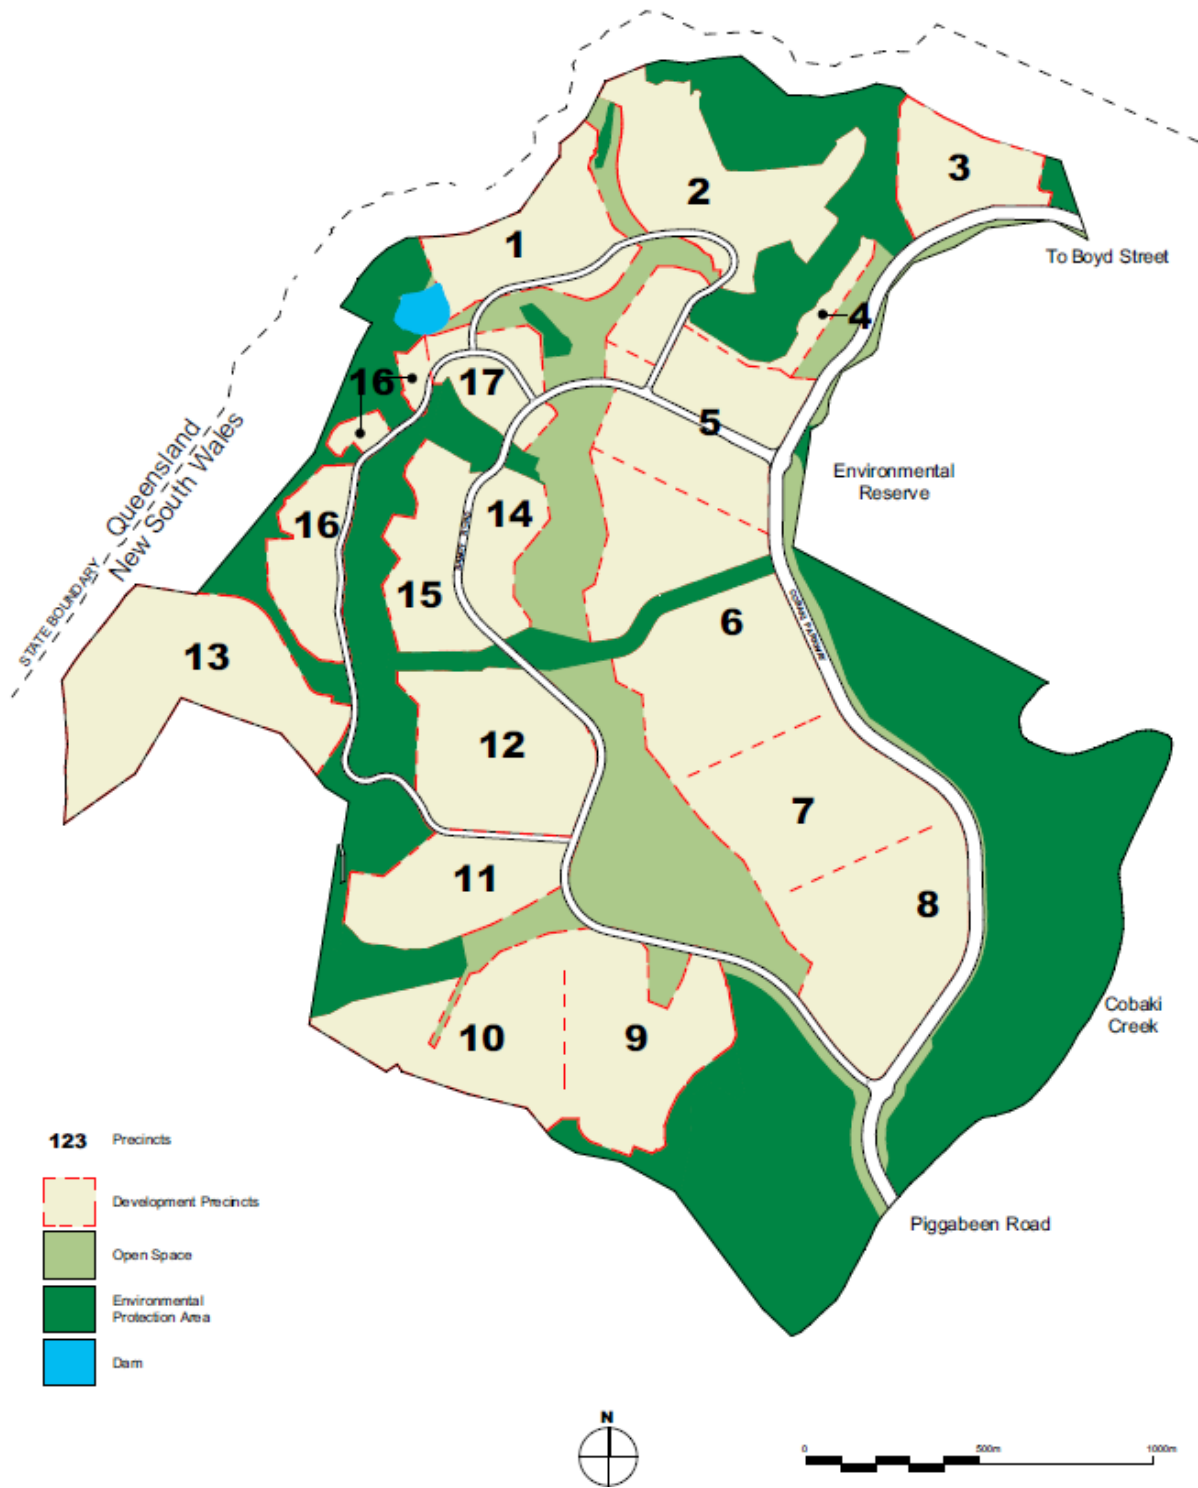 2
3
1
To Boyd Street
4
16
17
5
Queensland
New South Wales
STATE BOUNDARY
Environmental
Reserve
14
16
15
COBAKI PARKWAY
6
13
12
7
11
8
10
9
Cobaki
Creek
Piggabeen Road
123 Precincts
Development Precincts
Open Space
Environmental
Protection Area
Dam
N
0 500m 1000m